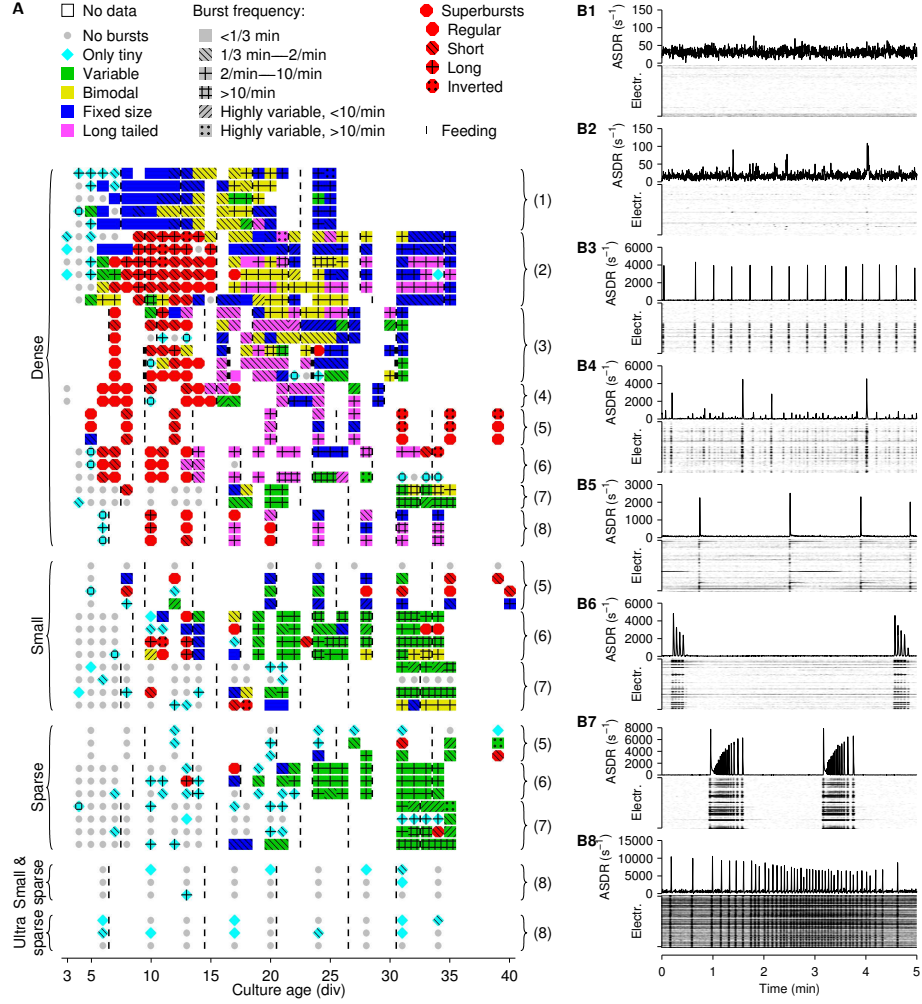 A
No data
No bursts
Only tiny
Variable
Bimodal
Fixed size
Long tailed
Burst frequency:
<1/3 min
1/3 min—2/min
2/min—10/min
>10/min
Highly variable, <10/min
Highly variable, >10/min
Superbursts
Regular
Short
Long
Inverted
Feeding
Dense
(1)
(2)
(3)
(4)
(5)
(6)
(7)
(8)
Small
(5)
(6)
(7)
Sparse
(5)
(6)
(7)
Small &
sparse
(8)
Ultra
sparse
(8)
3 5 10 15 20 25 30 35 40
Culture age (div)
B1
ASDR (s⁻¹)
150
100
50
0
Electr.
B2
ASDR (s⁻¹)
150
100
50
0
Electr.
B3
ASDR (s⁻¹)
6000
4000
2000
0
Electr.
B4
ASDR (s⁻¹)
6000
4000
2000
0
Electr.
B5
ASDR (s⁻¹)
3000
2000
1000
0
Electr.
B6
ASDR (s⁻¹)
6000
4000
2000
0
Electr.
B7
ASDR (s⁻¹)
8000
6000
4000
2000
0
Electr.
B8
ASDR (s⁻¹)
15000
10000
5000
0
Electr.
0 1 2 3 4 5
Time (min)